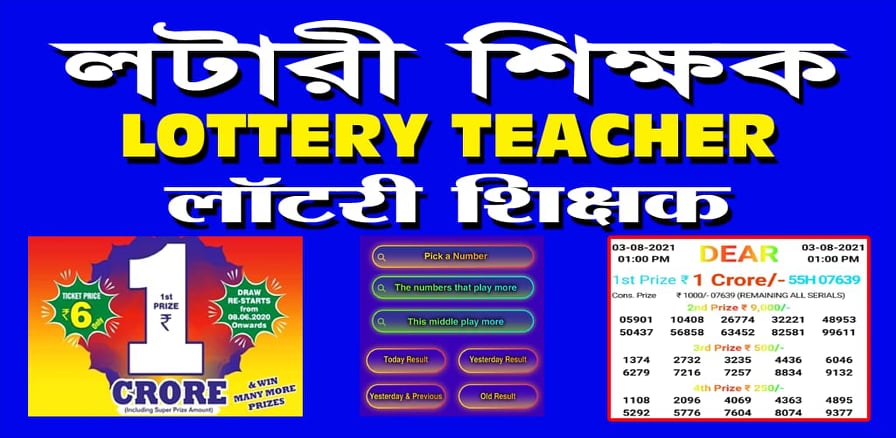 লটারী শিক্ষক
LOTTERY TEACHER
लॉटरी शिक्षक
TICKET PRICE
₹6 Only
1
1st
PRIZE
₹
DRAW
RE-STARTS
from
08.06.2020
Onwards
CRORE
(Including Super Prize Amount)
& WIN
MANY MORE
PRIZES
Pick a Number
The numbers that play more
This middle play more
Today Result
Yesterday Result
Yesterday & Previous
Old Result
03-08-2021 DEAR 03-08-2021
01:00 PM 01:00 PM
1st Prize ₹ 1 Crore/- 55H 07639
Cons. Prize ₹ 1000/- 07639 (REMAINING ALL SERIALS)
2nd Prize ₹ 9,000/-
05901 10408 26774 32221 48953
50437 56858 63452 82581 99611
3rd Prize ₹ 500/-
1374 2732 3235 4436 6046
6279 7216 7257 8834 9132
4th Prize ₹ 250/-
1108 2096 4069 4363 4895
5292 5776 7604 8074 9377